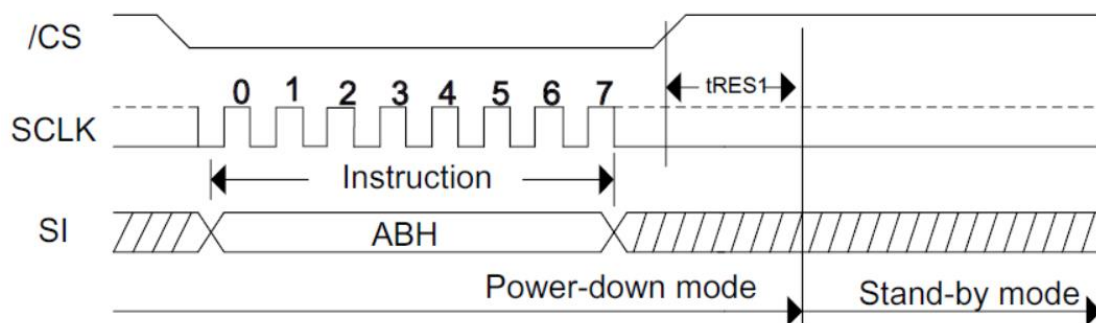 /CS
0 1 2 3 4 5 6 7
tRES1
SCLK
Instruction
SI
ABH
Power-down mode
Stand-by mode